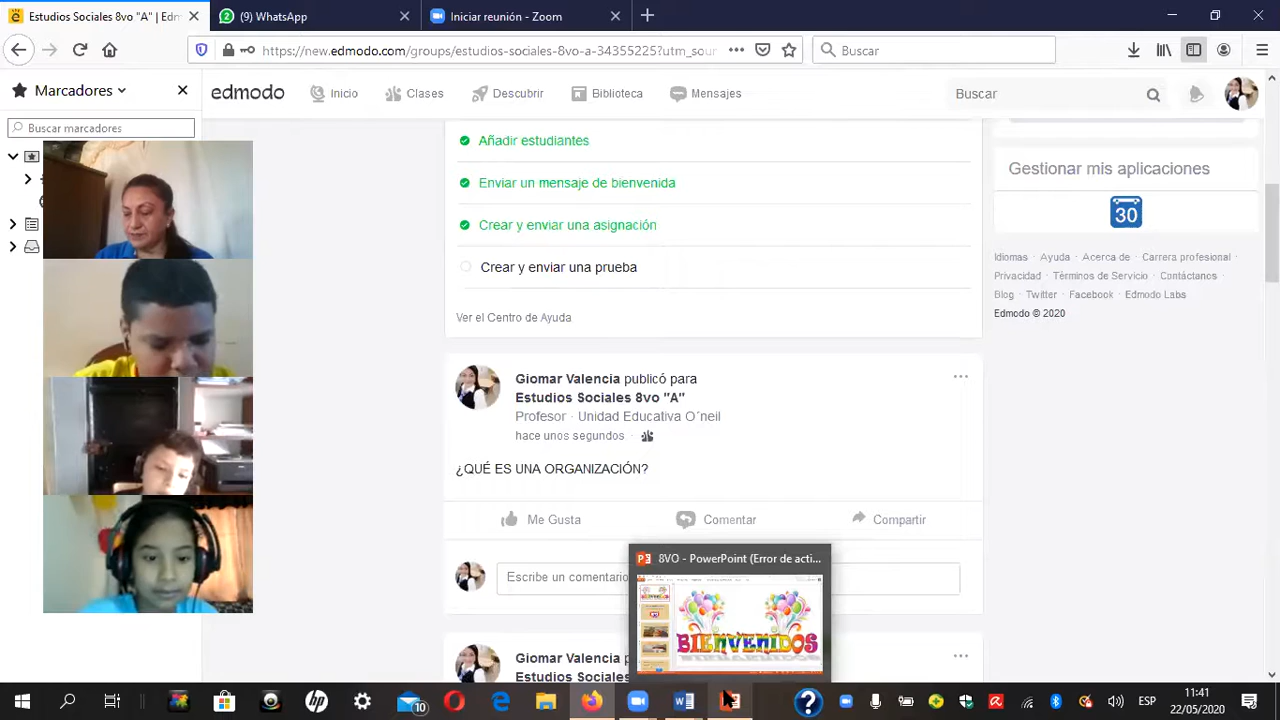 Estudios Sociales 8vo "A" | Edm
(9) WhatsApp
Iniciar reunión - Zoom
https://new.edmodo.com/groups/estudios-sociales-8vo-a-34355225?utm_sour
Buscar
Marcadores
Buscar marcadores
edmodo
Inicio
Clases
Descubrir
Biblioteca
Mensajes
Buscar
Añadir estudiantes
Enviar un mensaje de bienvenida
Crear y enviar una asignación
Crear y enviar una prueba
Ver el Centro de Ayuda
Gestionar mis aplicaciones
30
Idiomas Ayuda Acerca de Carrera profesional
Privacidad Términos de Servicio Contáctanos
Blog Twitter Facebook Edmodo Labs
Edmodo © 2020
Giomar Valencia publicó para
Estudios Sociales 8vo "A"
Profesor · Unidad Educativa O´neil
hace unos segundos
¿QUÉ ES UNA ORGANIZACIÓN?
Me Gusta
Comentar
Compartir
Escribe un comentario
8VO - PowerPoint (Error de acti...
BIENVENIDOS
Giomar Valencia
Estudios Sociales 8vo "A"
10
ESP
11:41
22/05/2020